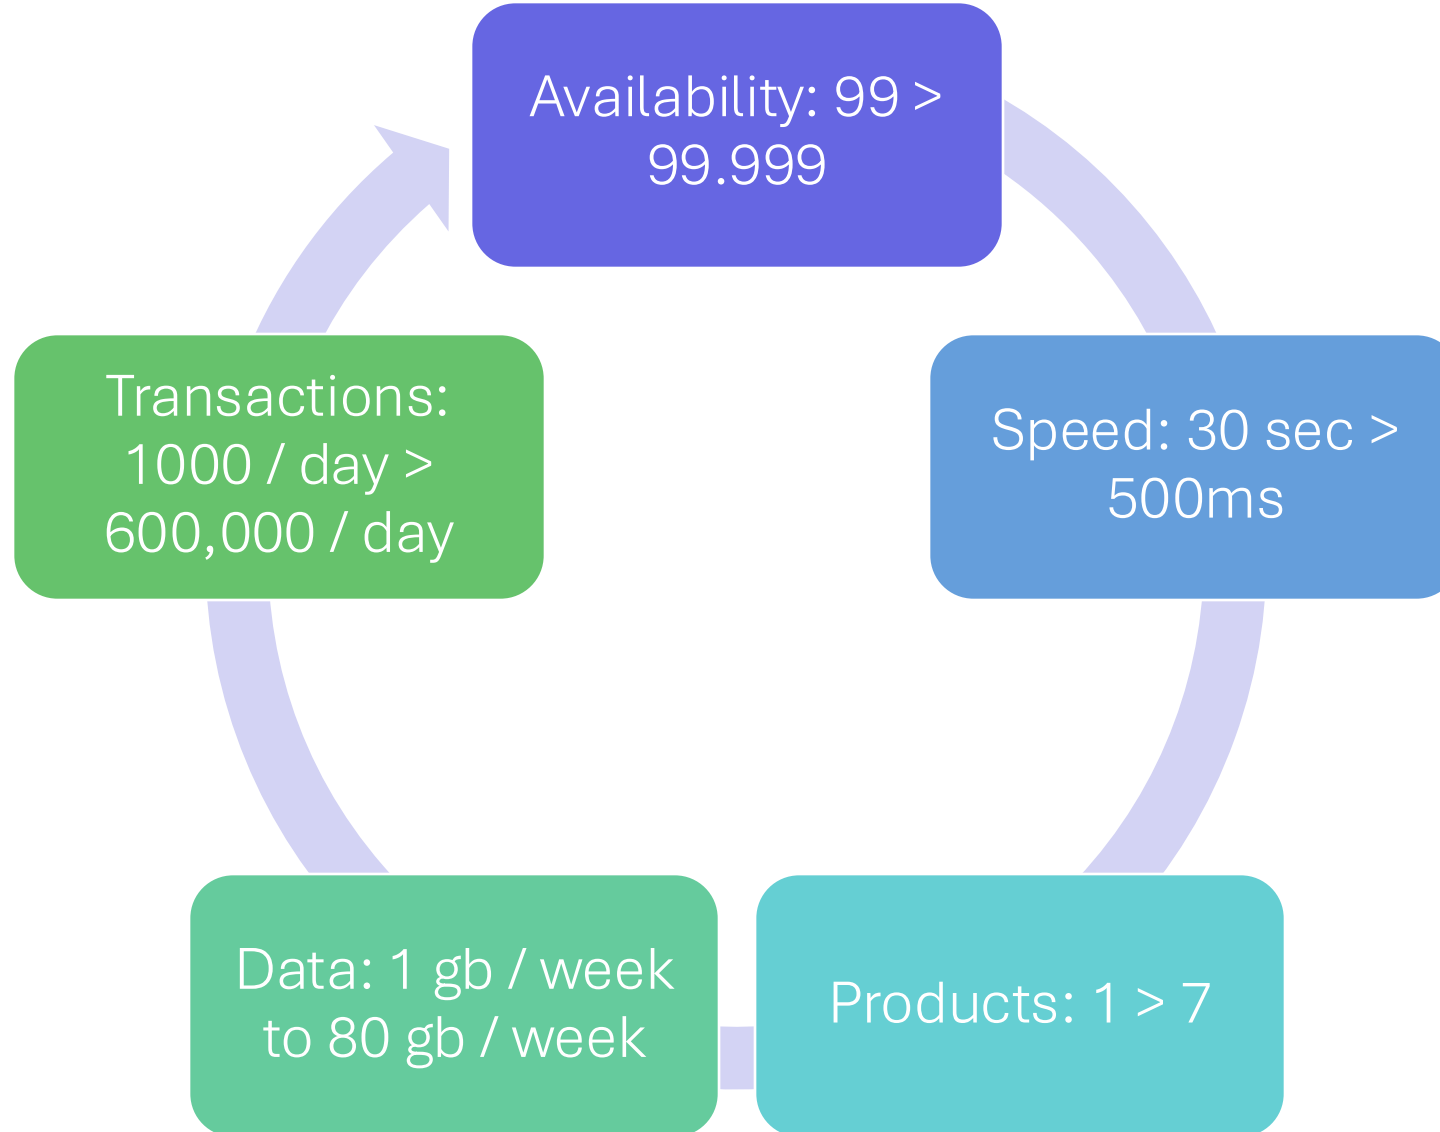 Availability: 99 >
99.999
Speed: 30 sec >
500ms
Products: 1 > 7
Data: 1 gb / week
to 80 gb / week
Transactions:
1000 / day >
600,000 / day